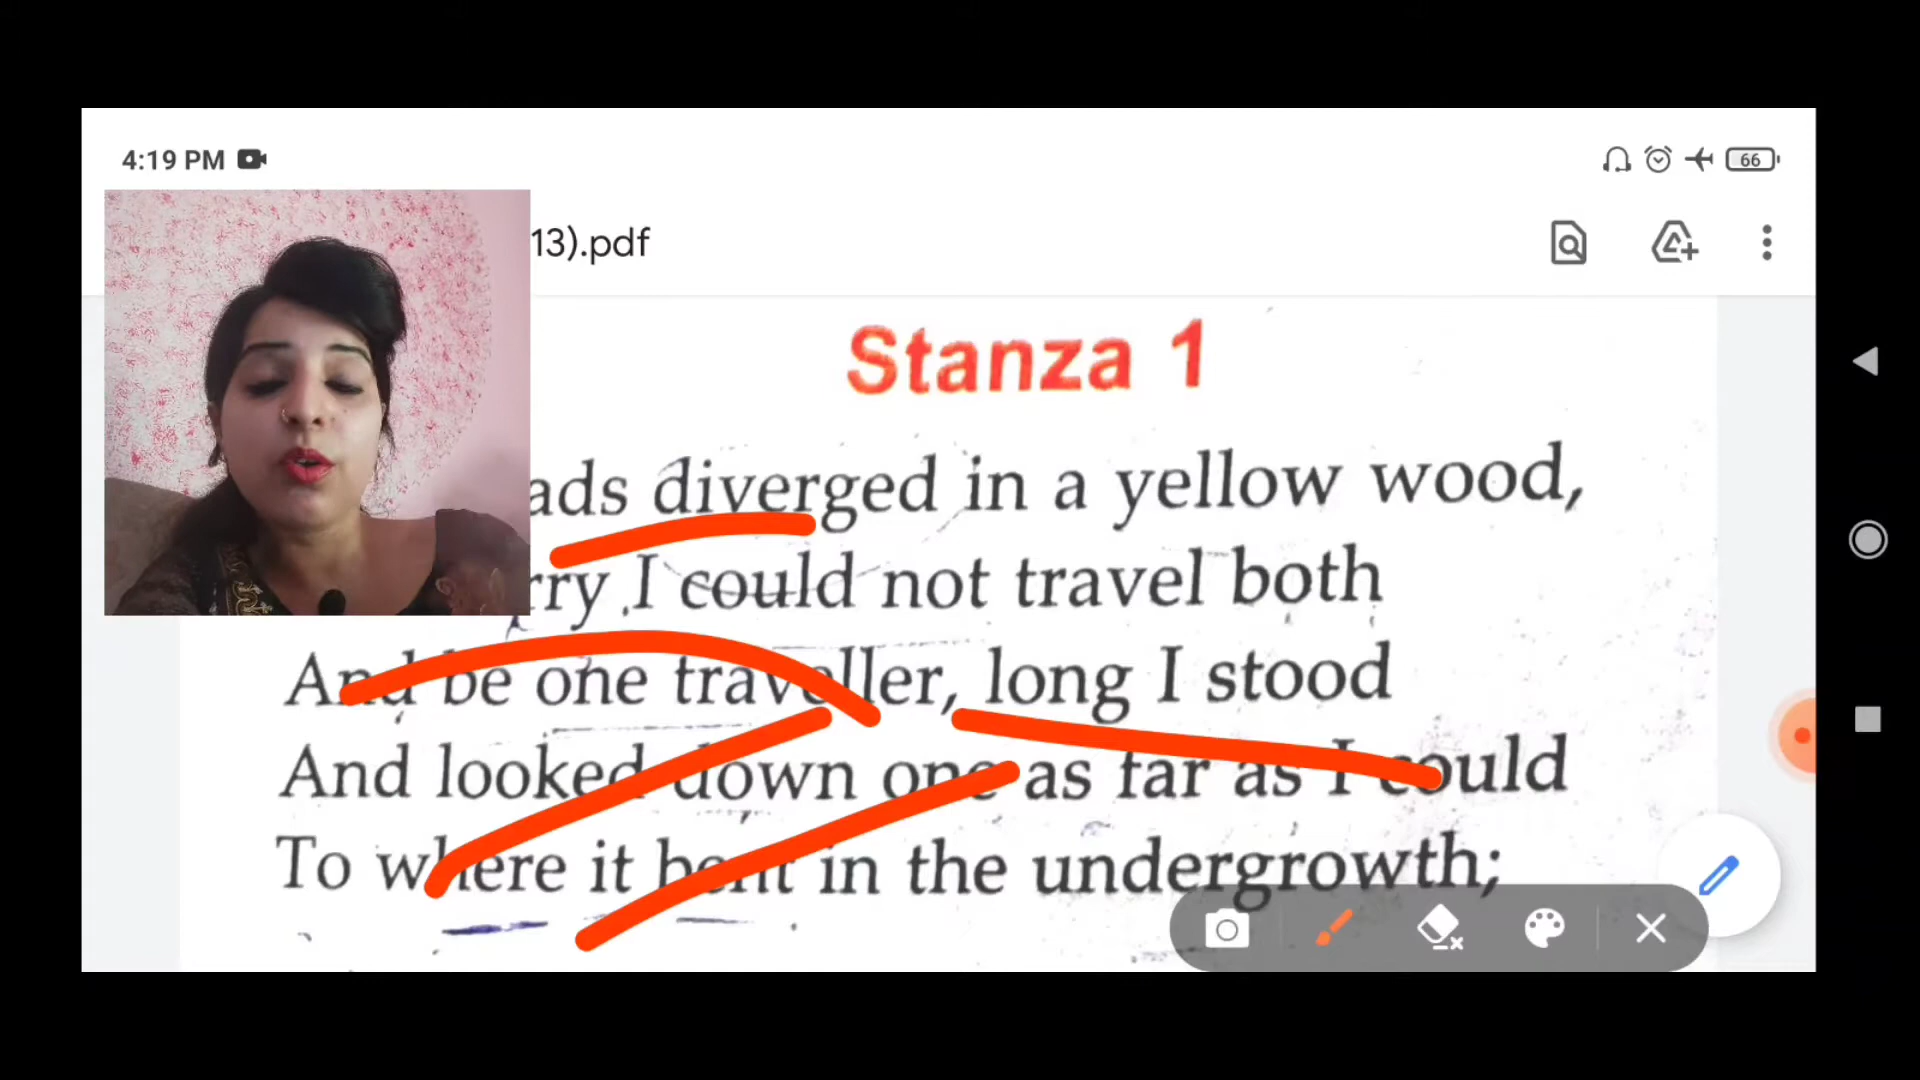 4:19 PM
66
13).pdf
Stanza 1
ads diverged in a yellow wood,
rry I could not travel both
And be one traveller, long I stood
And looked down one as far as I could
To where it bent in the undergrowth;